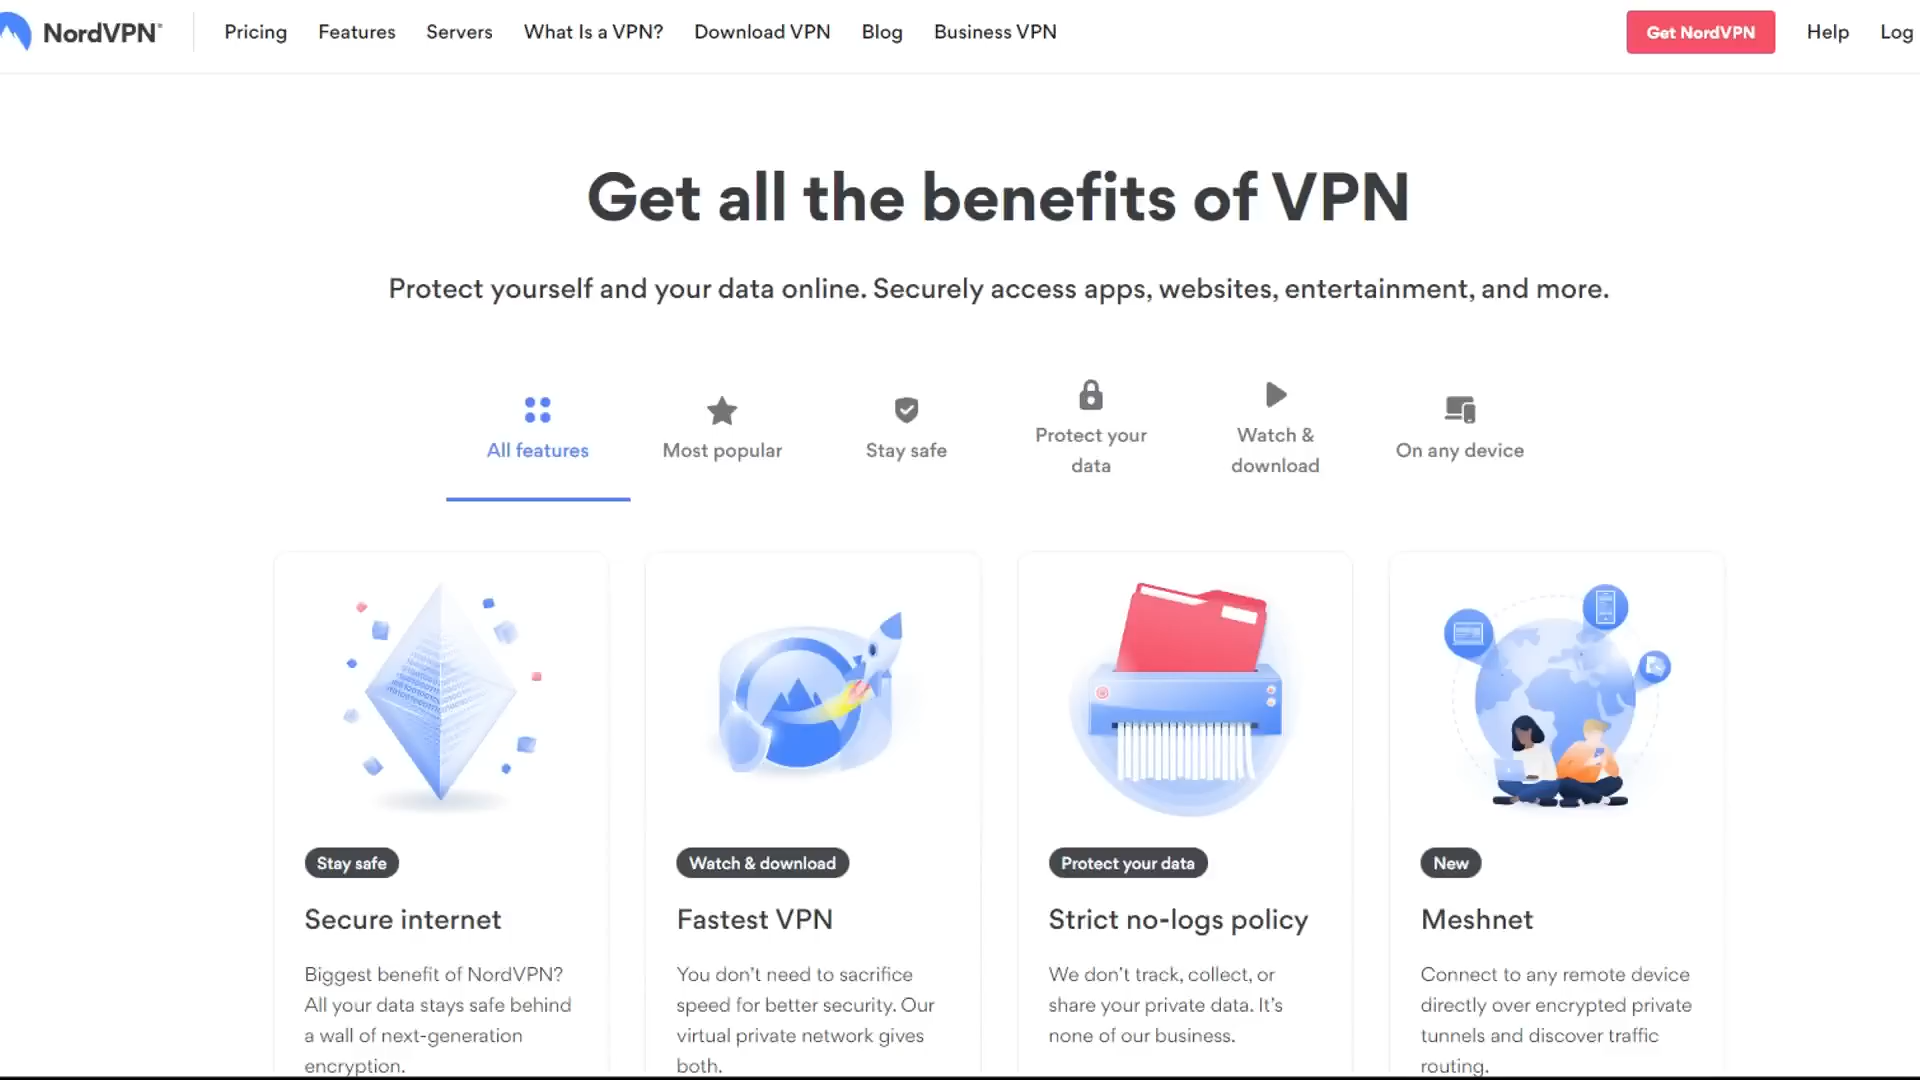 NordVPN®
Pricing Features Servers What Is a VPN? Download VPN Blog Business VPN
Get NordVPN Help Log
Get all the benefits of VPN
Protect yourself and your data online. Securely access apps, websites, entertainment, and more.
All features
Most popular
Stay safe
Protect your
data
Watch &
download
On any device
Stay safe
Secure internet
Biggest benefit of NordVPN?
All your data stays safe behind
a wall of next-generation
encryption.
Watch & download
Fastest VPN
You don't need to sacrifice
speed for better security. Our
virtual private network gives
both.
Protect your data
Strict no-logs policy
We don't track, collect, or
share your private data. It's
none of our business.
New
Meshnet
Connect to any remote device
directly over encrypted private
tunnels and discover traffic
routing.